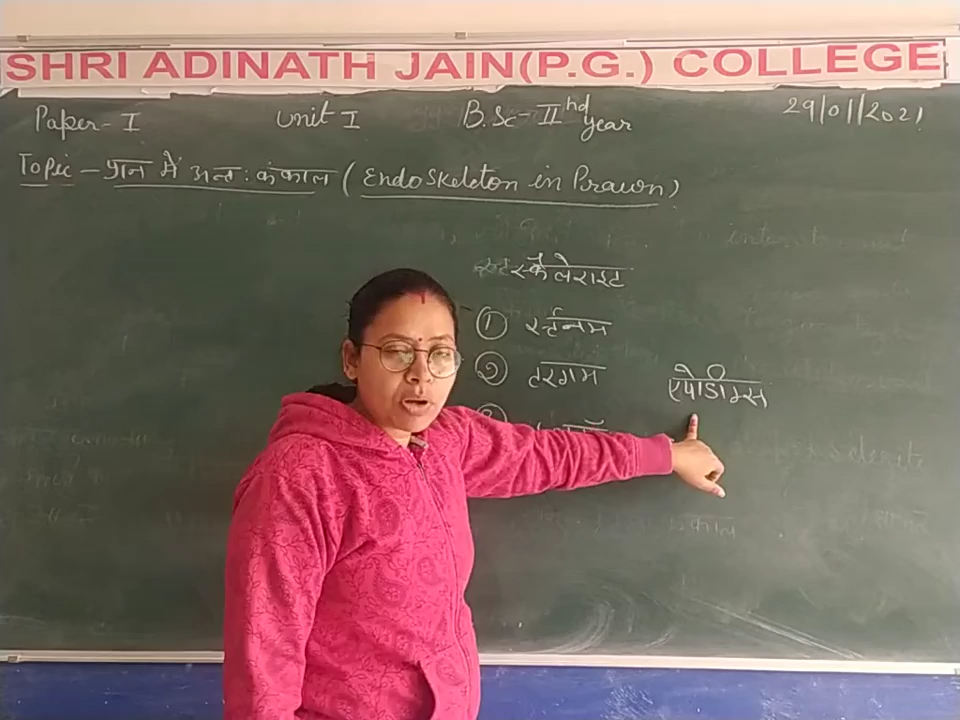 SHRI ADINATH JAIN(P.G.) COLLEGE
Paper-I unit I B.Sc-II nd year 29/01/2021
Topic - प्रान में अन्त: कंकाल (Endoskeleton in Prawn)
स्कैलेराइट
① स्टर्नम
② टरगम
एपोडीम्स
कंकाल